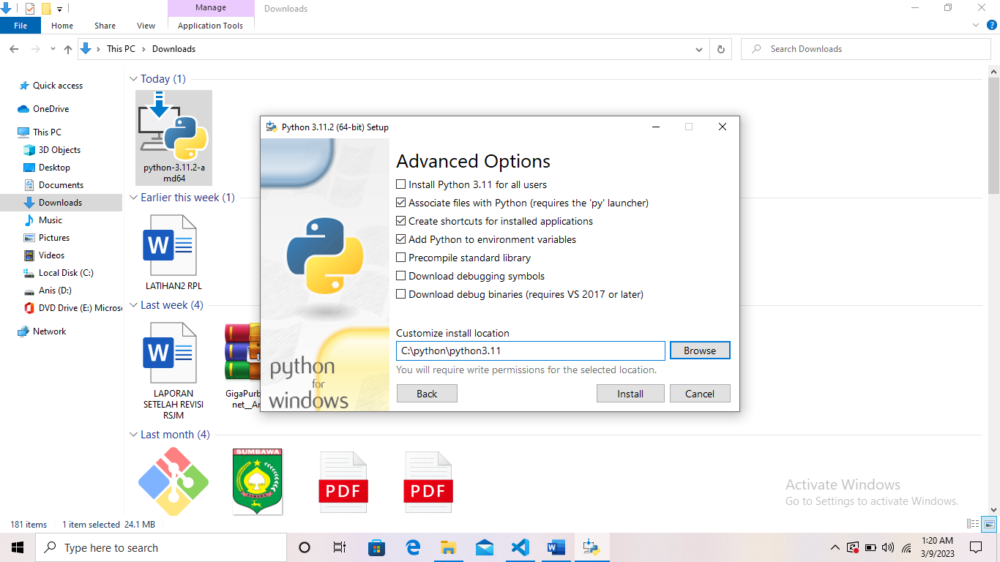 Manage
Downloads
File
Home
Share
View
Application Tools
This PC
Downloads
Search Downloads
Quick access
OneDrive
This PC
3D Objects
Desktop
Documents
Downloads
Music
Pictures
Videos
Local Disk (C:)
Anis (D:)
DVD Drive (E:) Microso
Network
Today (1)
python-3.11.2-a
md64
Earlier this week (1)
W
LATIHAN2 RPL
Last week (4)
W
LAPORAN
SETELAH REVISI
RSJM
GigaPurb
net_Ar
Last month (4)
SUMBAWA
PDF
PDF
Python 3.11.2 (64-bit) Setup
python
for
windows
Advanced Options
Install Python 3.11 for all users
Associate files with Python (requires the 'py' launcher)
Create shortcuts for installed applications
Add Python to environment variables
Precompile standard library
Download debugging symbols
Download debug binaries (requires VS 2017 or later)
Customize install location
C:\python\python3.11
Browse
You will require write permissions for the selected location.
Back
Install
Cancel
Activate Windows
Go to Settings to activate Windows.
181 items
1 item selected 24.1 MB
Type here to search
W
1:20 AM
3/9/2023